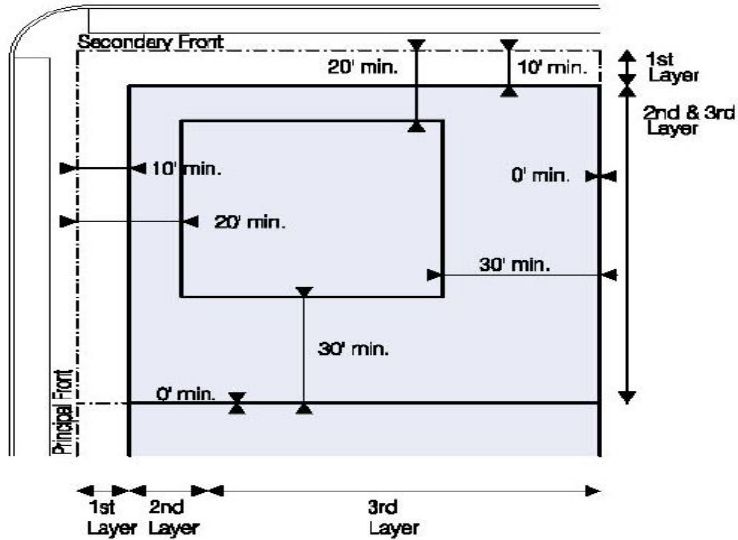 Secondary Front
20' min.
10' min.
1st
Layer
2nd & 3rd
Layer
10' min.
0' min.
20' min.
30' min.
30' min.
0' min.
Principal Front
1st
Layer
2nd
Layer
3rd
Layer